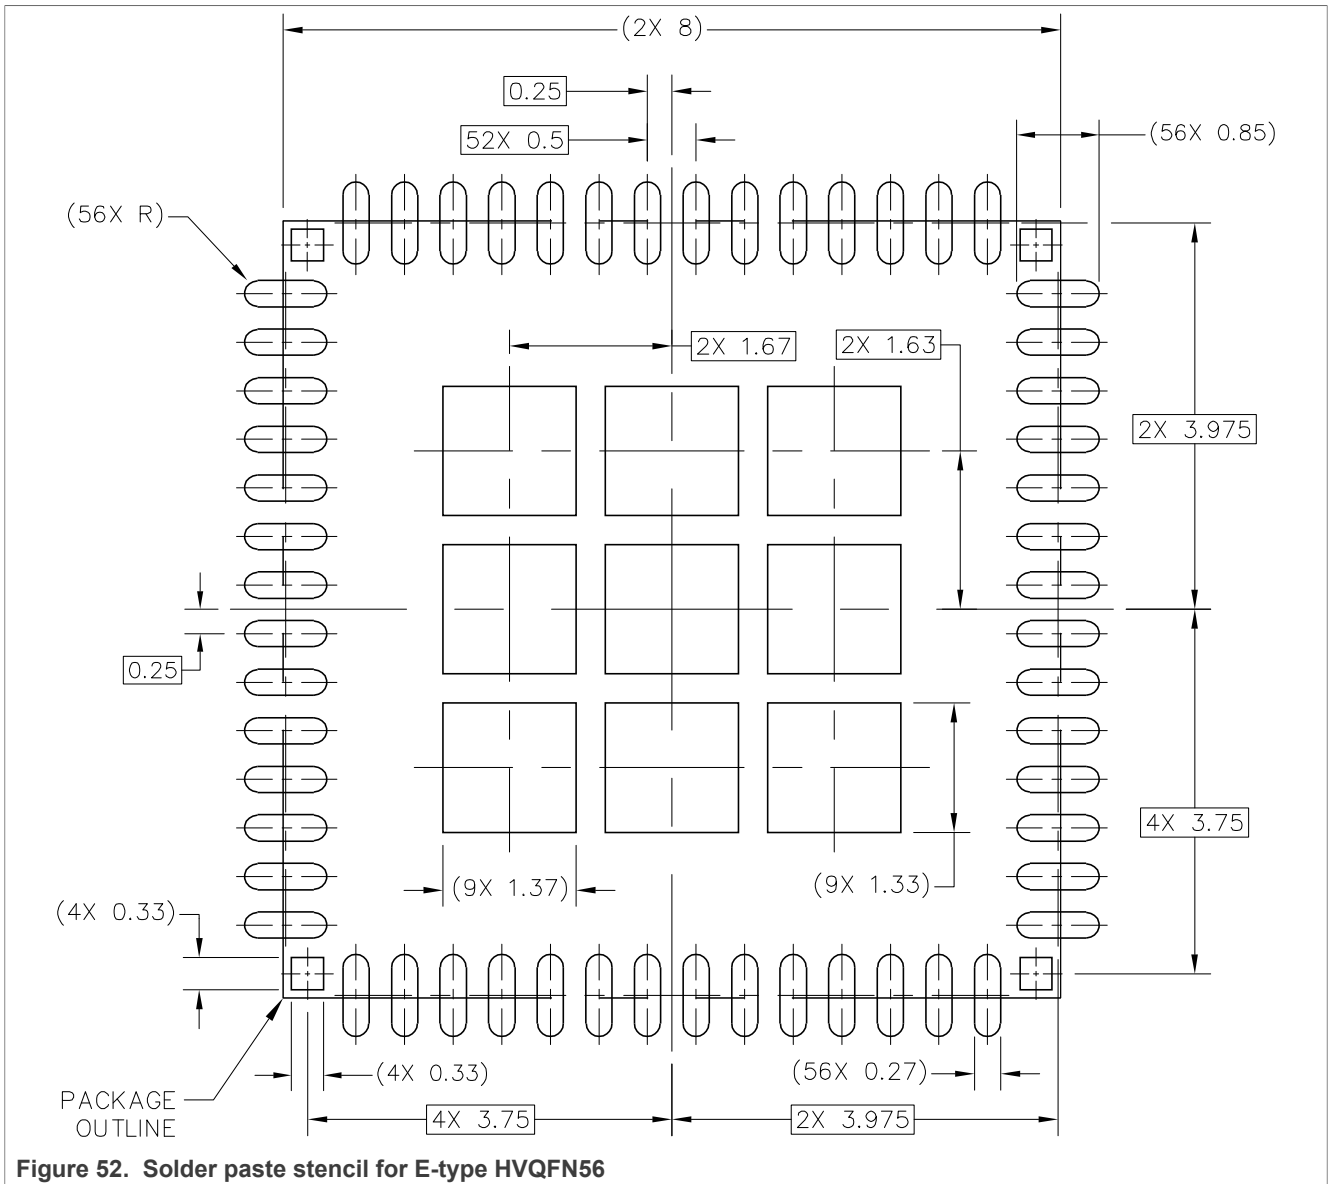 (2X 8)
0.25
52X 0.5
(56X 0.85)
(56X R)
2X 1.67
2X 1.63
2X 3.975
0.25
4X 3.75
(9X 1.37)
(9X 1.33)
(4X 0.33)
(4X 0.33)
(56X 0.27)
PACKAGE
OUTLINE
4X 3.75
2X 3.975
Figure 52. Solder paste stencil for E-type HVQFN56